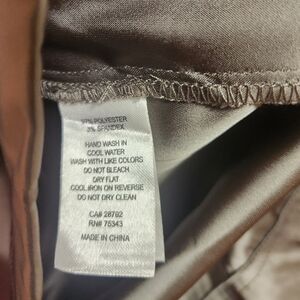 97% POLYESTER
3% SPANDEX
HAND WASH IN
COOL WATER
WASH WITH LIKE COLORS
DO NOT BLEACH
DRY FLAT
COOL IRON ON REVERSE
DO NOT DRY CLEAN
CA# 28792
RN# 75343
MADE IN CHINA